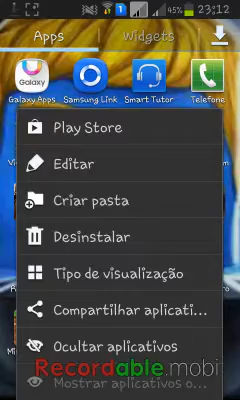 45% 23:12
Apps Widgets
Galaxy
Galaxy Apps Samsung Link Smart Tutor Telefone
Play Store
Editar
Criar pasta
Desinstalar
Tipo de visualização
Compartilhar aplicati...
Ocultar aplicativos
Recordable.mobi
Mostrar aplicativos o...